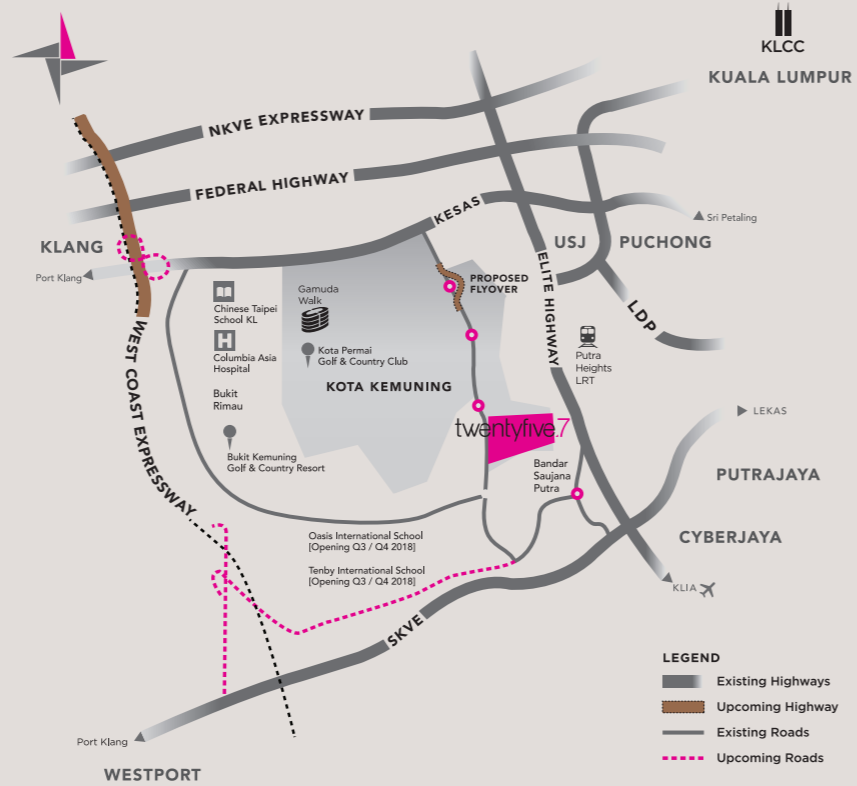 KLCC
KUALA LUMPUR
NKVE EXPRESSWAY
FEDERAL HIGHWAY
KESAS
Sri Petaling
KLANG
Port Klang
USJ
PUCHONG
ELITE HIGHWAY
LDP
PROPOSED
FLYOVER
Chinese Taipei
School KL
Gamuda
Walk
Columbia Asia
Hospital
Kota Permai
Golf & Country Club
KOTA KEMUNING
Putra
Heights
LRT
Bukit
Rimau
Bukit Kemuning
Golf & Country Resort
WEST COAST EXPRESSWAY
twentyfive.7
LEKAS
Bandar
Saujana
Putra
PUTRAJAYA
CYBERJAYA
Oasis International School
[Opening Q3 / Q4 2018]
Tenby International School
[Opening Q3 / Q4 2018]
KLIA
SKVE
Port Klang
WESTPORT
LEGEND
Existing Highways
Upcoming Highway
Existing Roads
Upcoming Roads